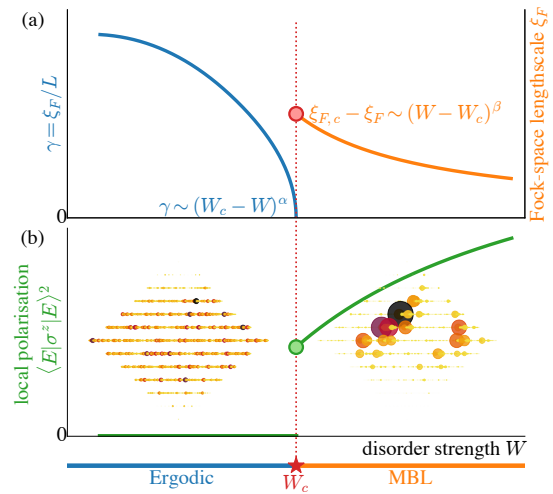 (a)
γ = ξ_F/L
γ ~ (W_c − W)^α
0
ξ_{F,c} − ξ_F ~ (W − W_c)^β
Fock-space lengthscale ξ_F
(b)
local polarisation
⟨E|σ^z|E⟩^2
0
disorder strength W
Ergodic
W_c
MBL